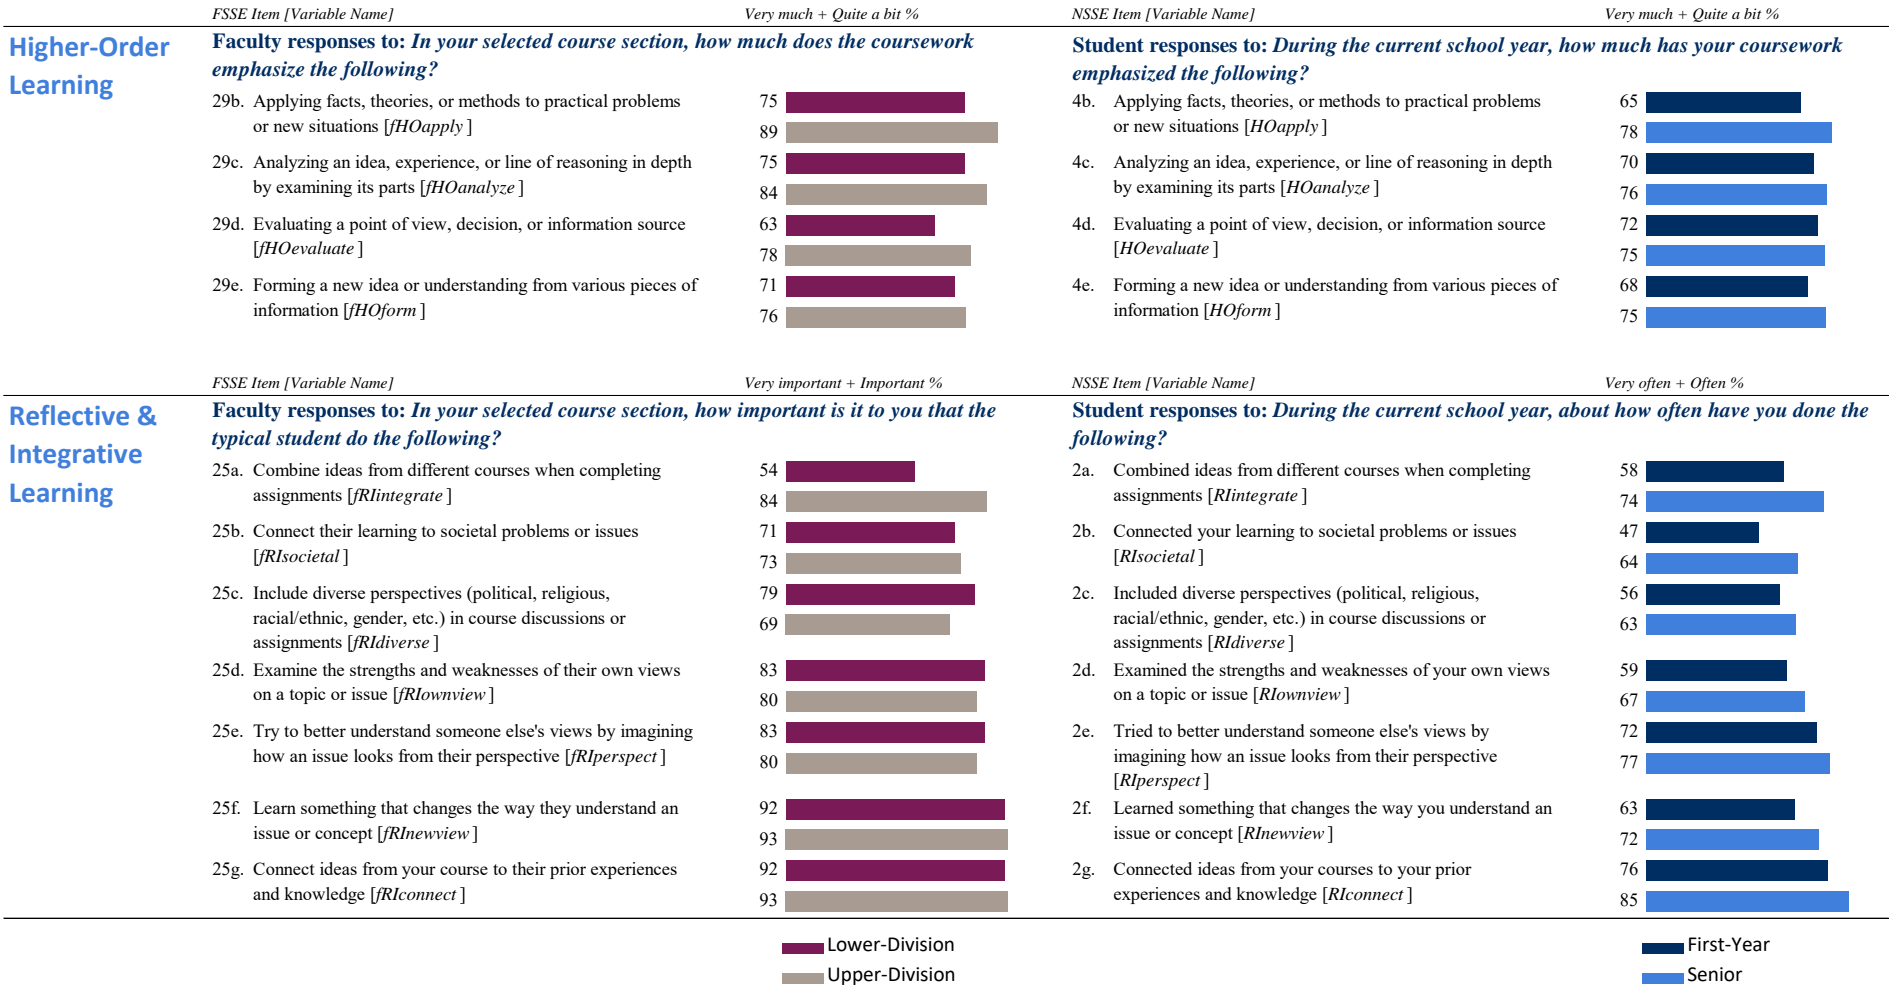 FSSE Item [Variable Name] Very much + Quite a bit % NSSE Item [Variable Name] Very much + Quite a bit %
Higher-Order
Learning
Faculty responses to: In your selected course section, how much does the coursework
emphasize the following?
29b. Applying facts, theories, or methods to practical problems 75
or new situations [fHOapply] 89
29c. Analyzing an idea, experience, or line of reasoning in depth 75
by examining its parts [fHOanalyze] 84
29d. Evaluating a point of view, decision, or information source 63
[fHOevaluate] 78
29e. Forming a new idea or understanding from various pieces of 71
information [fHOform] 76
Student responses to: During the current school year, how much has your coursework
emphasized the following?
4b. Applying facts, theories, or methods to practical problems 65
or new situations [HOapply] 78
4c. Analyzing an idea, experience, or line of reasoning in depth 70
by examining its parts [HOanalyze] 76
4d. Evaluating a point of view, decision, or information source 72
[HOevaluate] 75
4e. Forming a new idea or understanding from various pieces of 68
information [HOform] 75
FSSE Item [Variable Name] Very important + Important % NSSE Item [Variable Name] Very often + Often %
Reflective &
Integrative
Learning
Faculty responses to: In your selected course section, how important is it to you that the
typical student do the following?
25a. Combine ideas from different courses when completing 54
assignments [fRIintegrate] 84
25b. Connect their learning to societal problems or issues 71
[fRIsocietal] 73
25c. Include diverse perspectives (political, religious, 79
racial/ethnic, gender, etc.) in course discussions or 69
assignments [fRIdiverse]
25d. Examine the strengths and weaknesses of their own views 83
on a topic or issue [fRIownview] 80
25e. Try to better understand someone else's views by imagining 83
how an issue looks from their perspective [fRIperspect] 80
25f. Learn something that changes the way they understand an 92
issue or concept [fRInewview] 93
25g. Connect ideas from your course to their prior experiences 92
and knowledge [fRIconnect] 93
Student responses to: During the current school year, about how often have you done the
following?
2a. Combined ideas from different courses when completing 58
assignments [RIintegrate] 74
2b. Connected your learning to societal problems or issues 47
[RIsocietal] 64
2c. Included diverse perspectives (political, religious, 56
racial/ethnic, gender, etc.) in course discussions or 63
assignments [RIdiverse]
2d. Examined the strengths and weaknesses of your own views 59
on a topic or issue [RIownview] 67
2e. Tried to better understand someone else's views by 72
imagining how an issue looks from their perspective 77
[RIperspect]
2f. Learned something that changes the way you understand an 63
issue or concept [RInewview] 72
2g. Connected ideas from your courses to your prior 76
experiences and knowledge [RIconnect] 85
Lower-Division
Upper-Division
First-Year
Senior